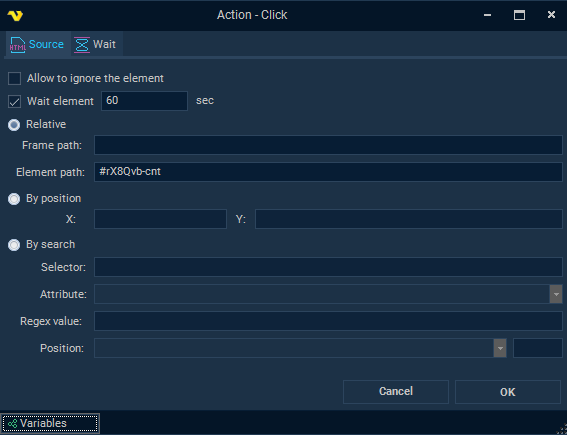 Action - Click
HTML Source Wait
Allow to ignore the element
Wait element 60 sec
Relative
Frame path:
Element path: #rX8Qvb-cnt
By position
X: Y:
By search
Selector:
Attribute:
Regex value:
Position:
Cancel OK
Variables